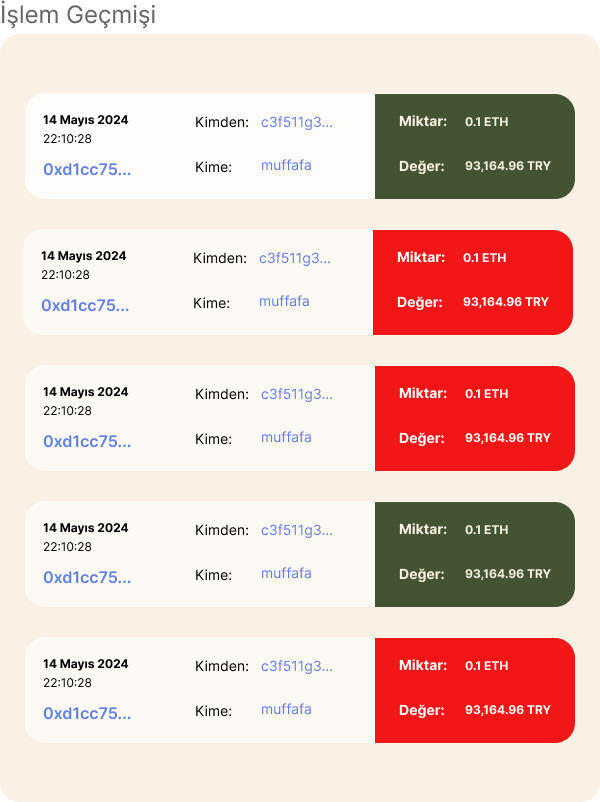 İşlem Geçmişi
14 Mayıs 2024
22:10:28
0xd1cc75...
Kimden: c3f511g3...
Kime: muffafa
Miktar: 0.1 ETH
Değer: 93,164.96 TRY
14 Mayıs 2024
22:10:28
0xd1cc75...
Kimden: c3f511g3...
Kime: muffafa
Miktar: 0.1 ETH
Değer: 93,164.96 TRY
14 Mayıs 2024
22:10:28
0xd1cc75...
Kimden: c3f511g3...
Kime: muffafa
Miktar: 0.1 ETH
Değer: 93,164.96 TRY
14 Mayıs 2024
22:10:28
0xd1cc75...
Kimden: c3f511g3...
Kime: muffafa
Miktar: 0.1 ETH
Değer: 93,164.96 TRY
14 Mayıs 2024
22:10:28
0xd1cc75...
Kimden: c3f511g3...
Kime: muffafa
Miktar: 0.1 ETH
Değer: 93,164.96 TRY